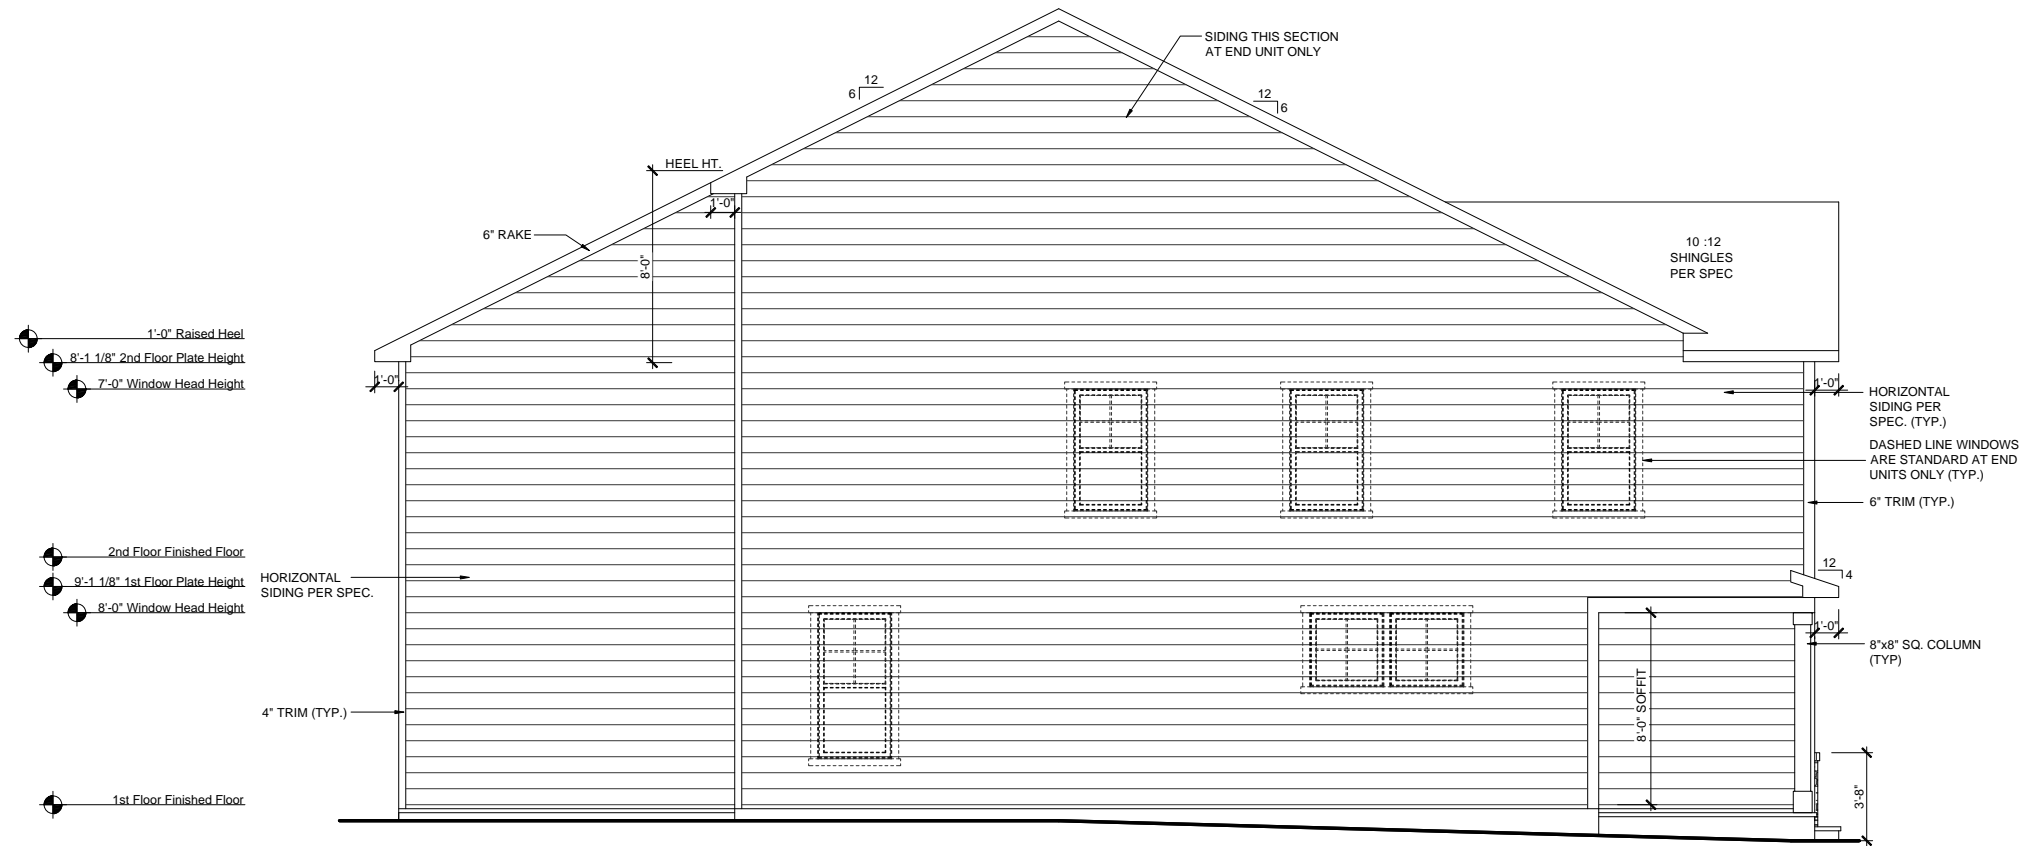 SIDING THIS SECTION
AT END UNIT ONLY
12
6
12
6
HEEL HT.
1'-0"
6" RAKE
8'-0"
10 :12
SHINGLES
PER SPEC
1'-0" Raised Heel
8'-1 1/8" 2nd Floor Plate Height
7'-0" Window Head Height
1'-0"
1'-0"
HORIZONTAL
SIDING PER
SPEC. (TYP.)
DASHED LINE WINDOWS
ARE STANDARD AT END
UNITS ONLY (TYP.)
6" TRIM (TYP.)
2nd Floor Finished Floor
9'-1 1/8" 1st Floor Plate Height
8'-0" Window Head Height
HORIZONTAL
SIDING PER SPEC.
12
4
1'-0"
8"x8" SQ. COLUMN
(TYP)
8'-0" SOFFIT
4" TRIM (TYP.)
3'-8"
1st Floor Finished Floor